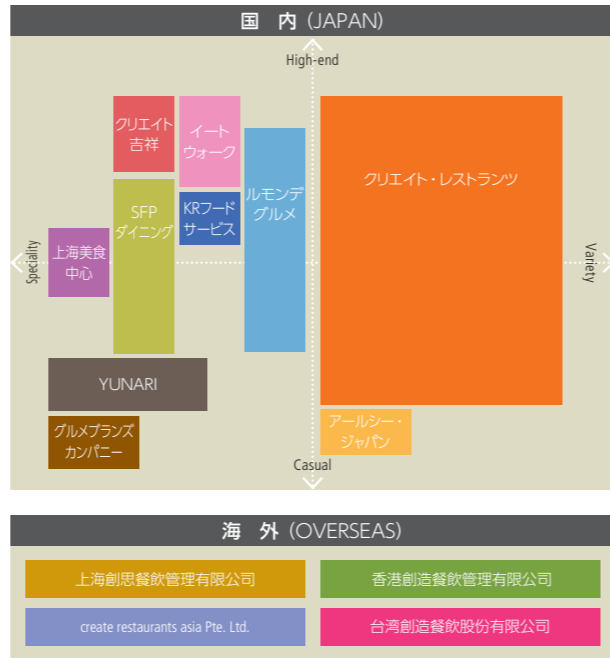 国 内 (JAPAN)
High-end
クリエイト
吉祥
イート
ウォーク
ルモンデ
グルメ
クリエイト・レストランツ
SFP
ダイニング
KRフード
サービス
上海美食
中心
Speciality
Variety
YUNARI
グルメブランズ
カンパニー
アールシー・
ジャパン
Casual
海 外 (OVERSEAS)
上海創思餐飲管理有限公司
香港創造餐飲管理有限公司
create restaurants asia Pte. Ltd.
台湾創造餐飲股份有限公司